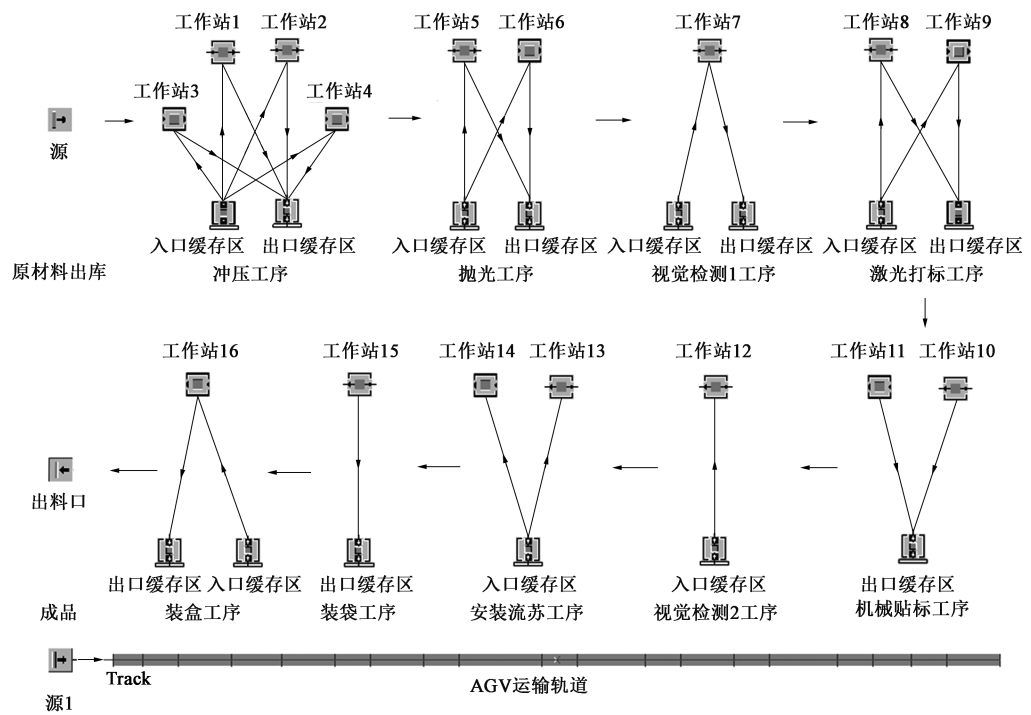 工作站1
工作站2
工作站3
工作站4
源
入口缓存区
出口缓存区
原材料出库
冲压工序
工作站5
工作站6
入口缓存区
出口缓存区
抛光工序
工作站7
入口缓存区
出口缓存区
视觉检测1工序
工作站8
工作站9
入口缓存区
出口缓存区
激光打标工序
工作站16
出料口
出口缓存区
入口缓存区
成品
装盒工序
工作站15
出口缓存区
装袋工序
工作站14
工作站13
入口缓存区
安装流苏工序
工作站12
入口缓存区
视觉检测2工序
工作站11
工作站10
出口缓存区
机械贴标工序
源1
Track
AGV运输轨道